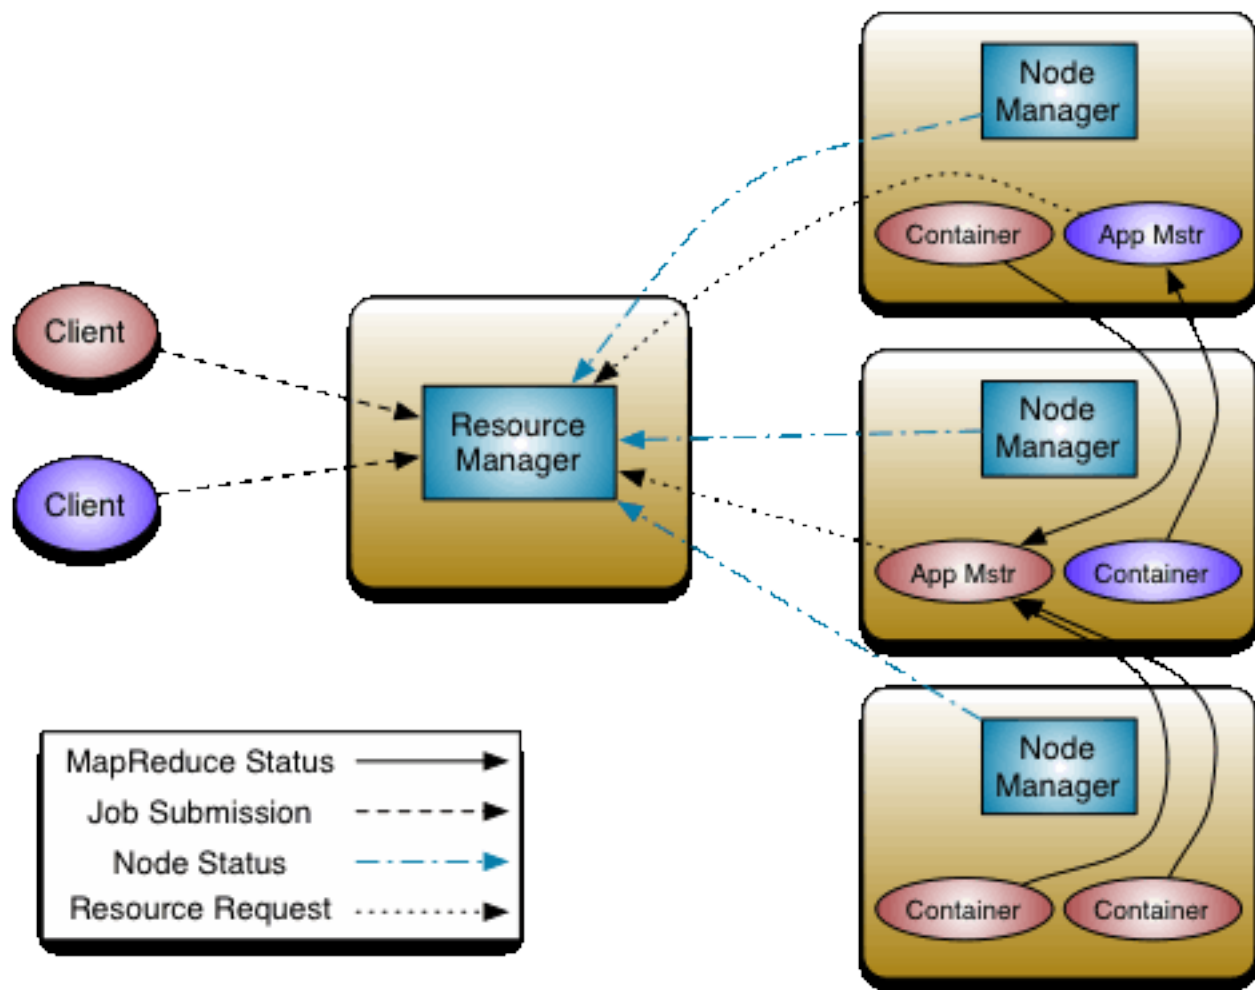 Node
Manager
Container
App Mstr
Client
Client
Resource
Manager
Node
Manager
App Mstr
Container
Node
Manager
Container
Container
MapReduce Status
Job Submission
Node Status
Resource Request